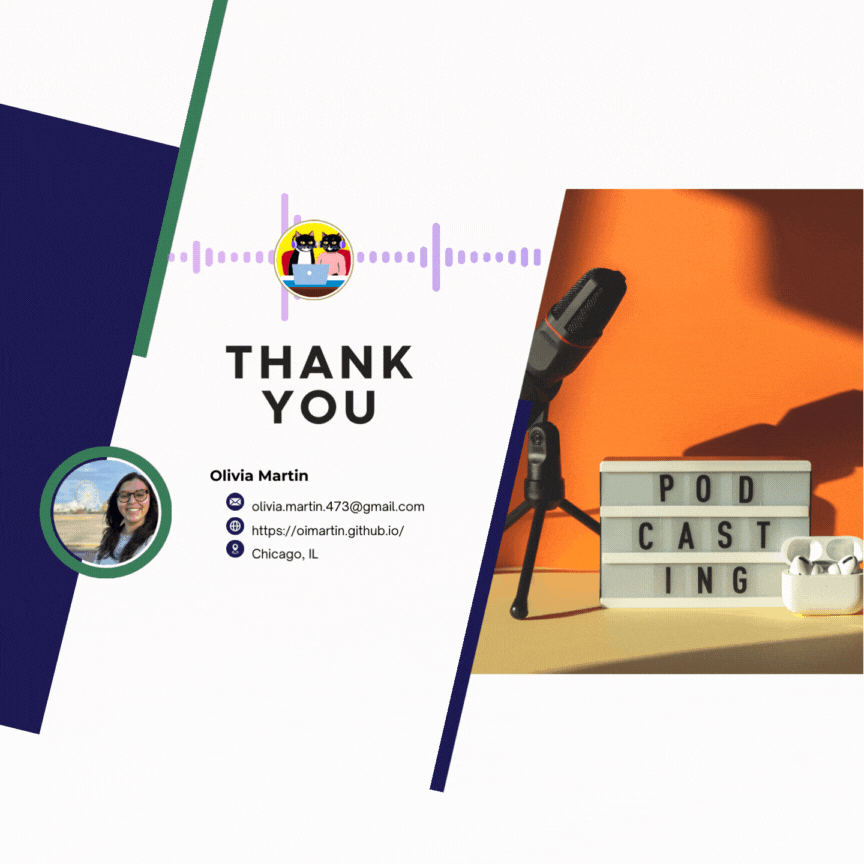 THANK
YOU
Olivia Martin
olivia.martin.473@gmail.com
https://oimartin.github.io/
Chicago, IL
POD
CAST
ING